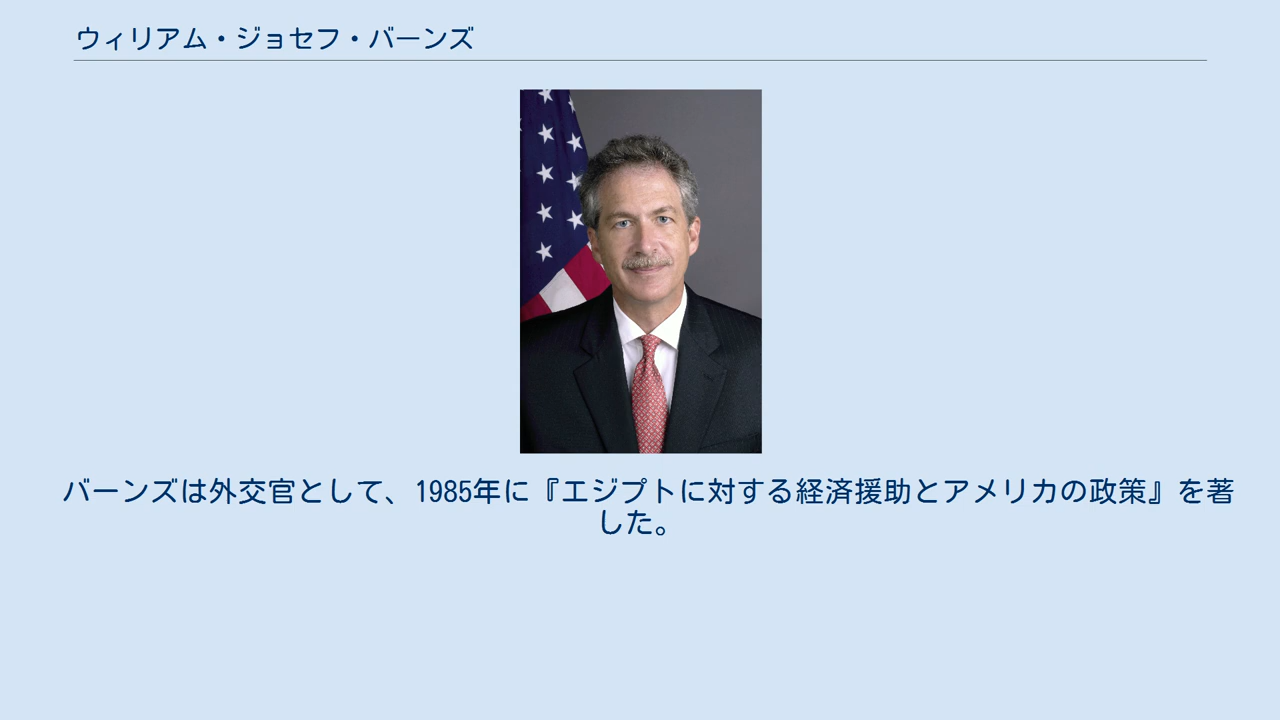 ウィリアム・ジョセフ・バーンズ
バーンズは外交官として、1985年に『エジプトに対する経済援助とアメリカの政策』を著
した。